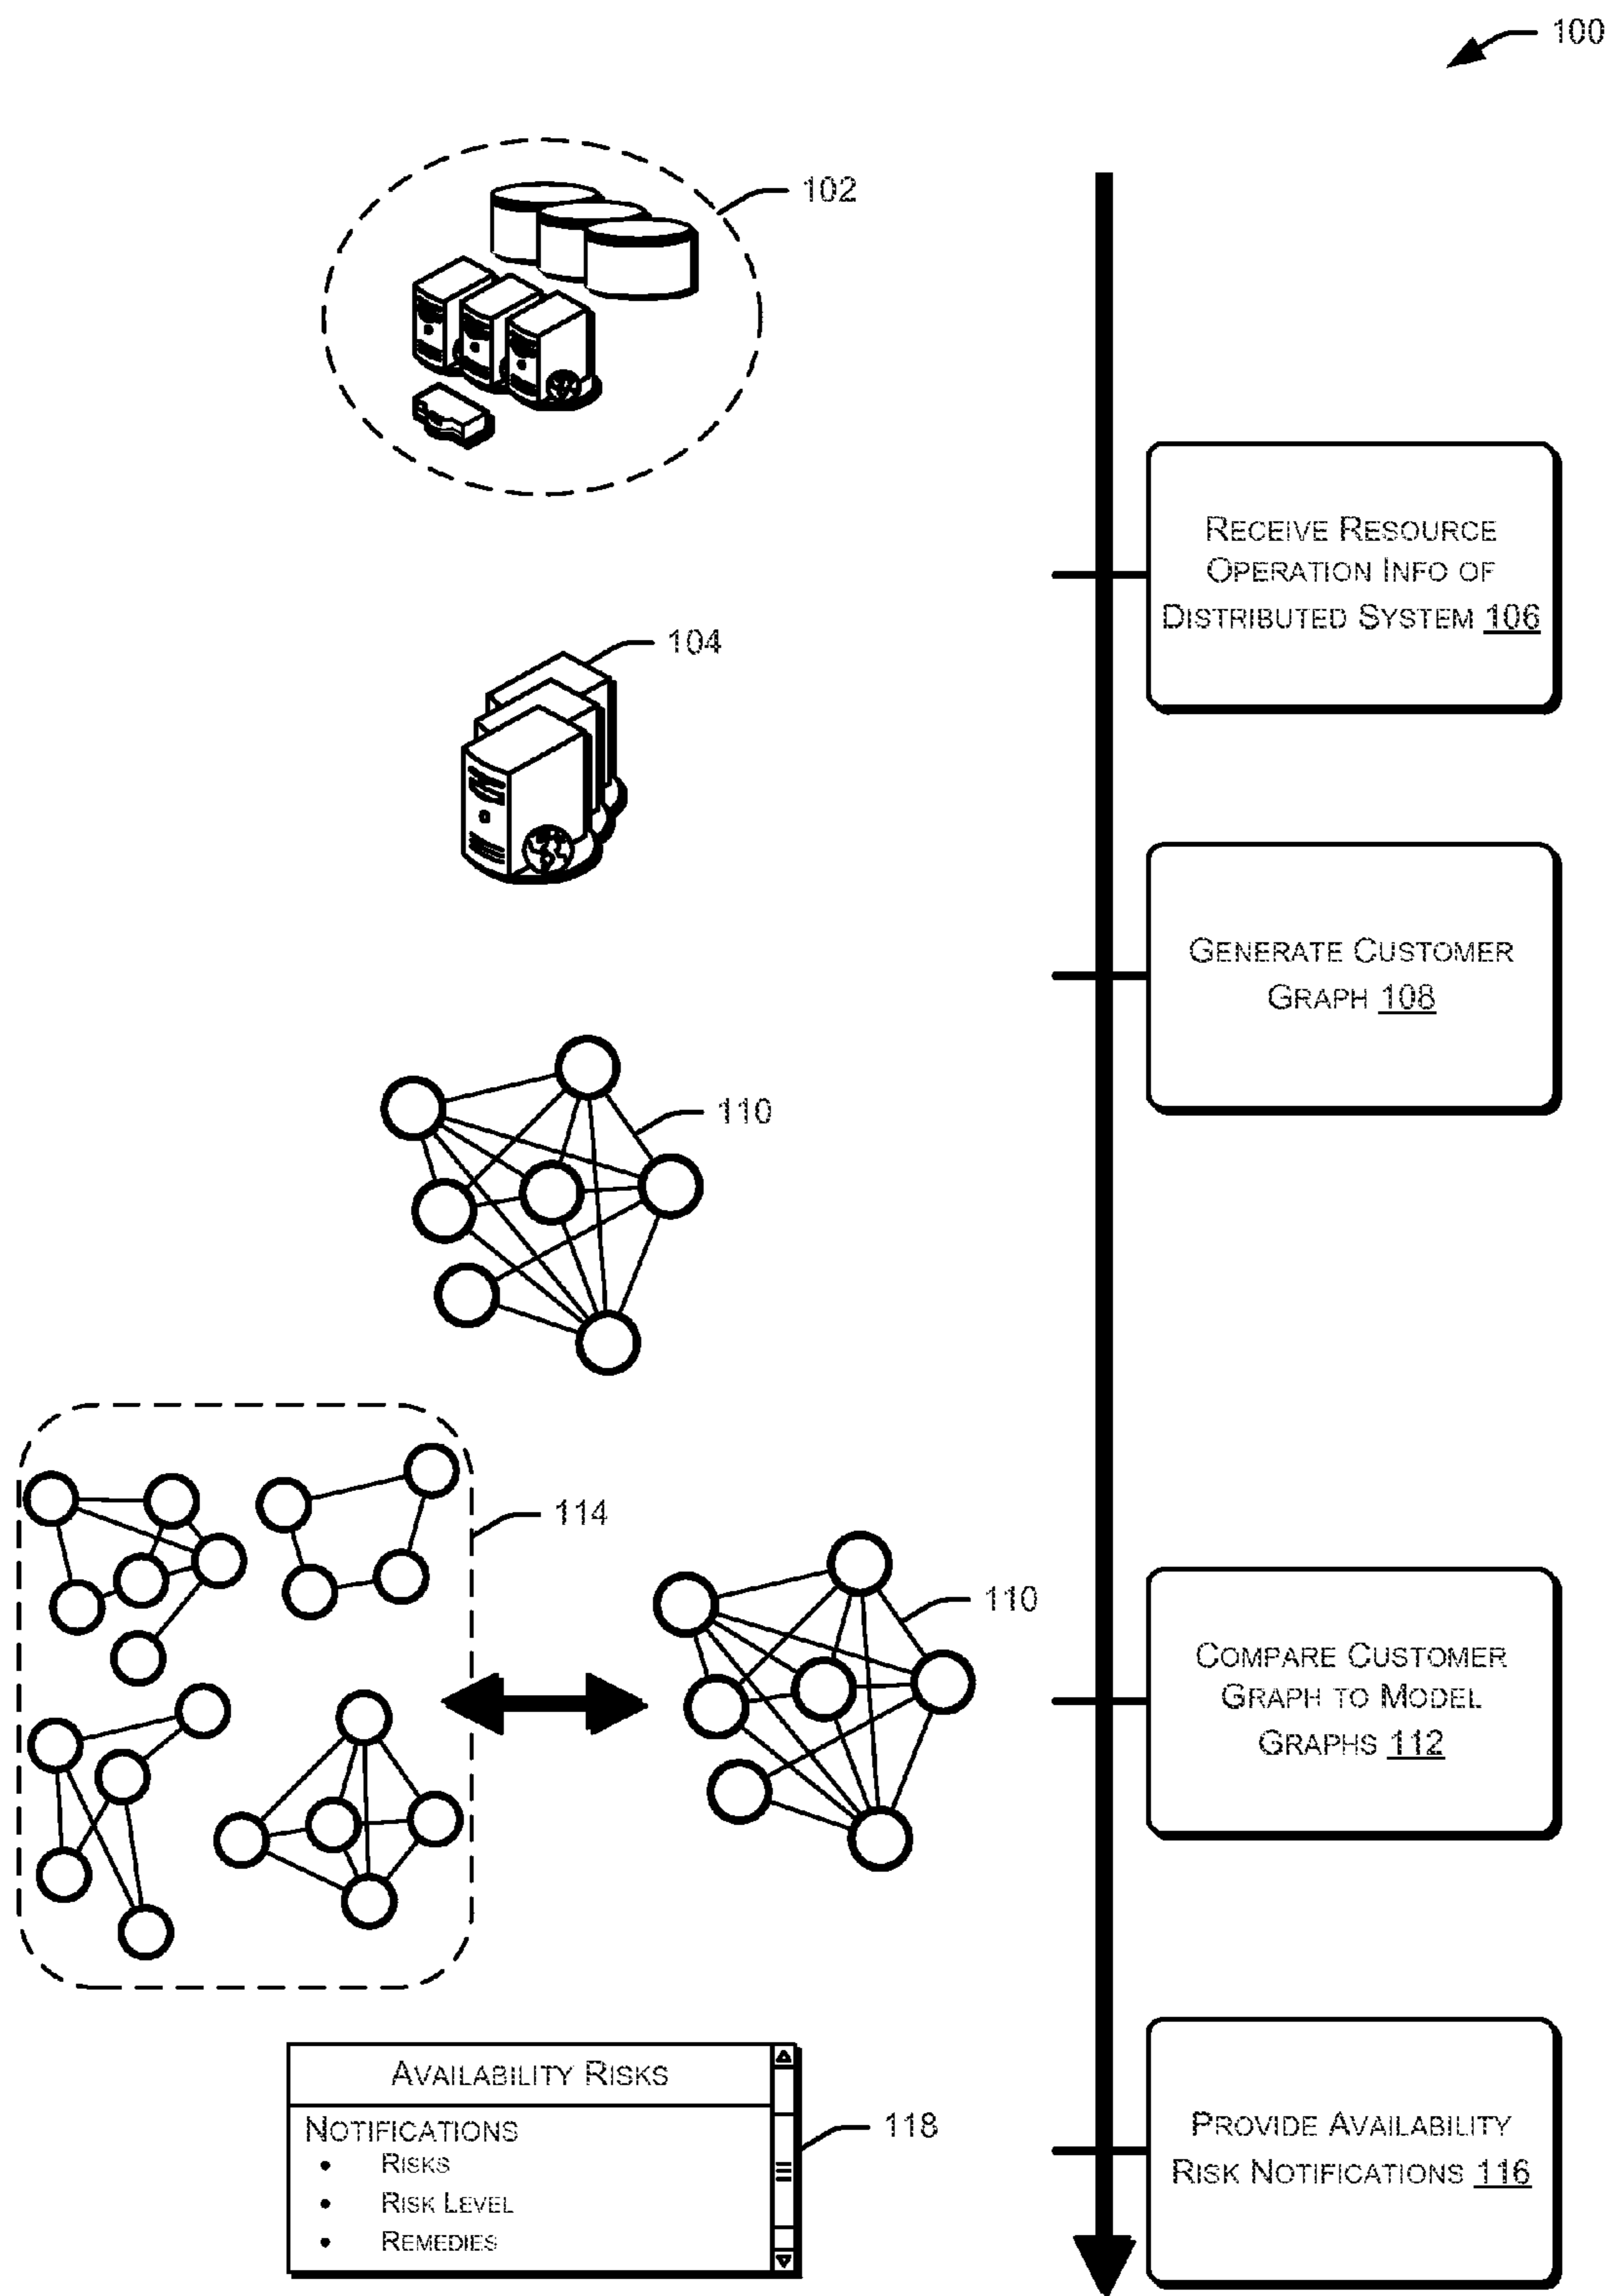 100
102
RECEIVE RESOURCE
OPERATION INFO OF
DISTRIBUTED SYSTEM 106
104
GENERATE CUSTOMER
GRAPH 108
110
114
110
COMPARE CUSTOMER
GRAPH TO MODEL
GRAPHS 112
AVAILABILITY RISKS
NOTIFICATIONS
• RISKS
• RISK LEVEL
• REMEDIES
118
PROVIDE AVAILABILITY
RISK NOTIFICATIONS 116